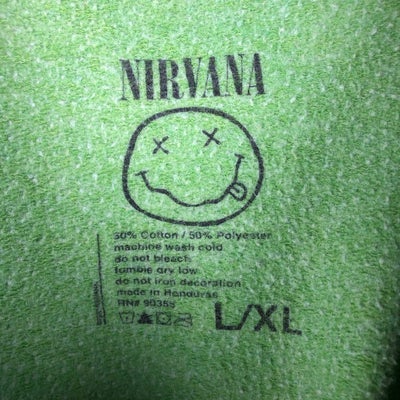 NIRVANA
50% Cotton / 50% Polyester
machine wash cold
do not bleach
tumble dry low
do not iron decoration
made in Honduras
RN# 90355
L/XL